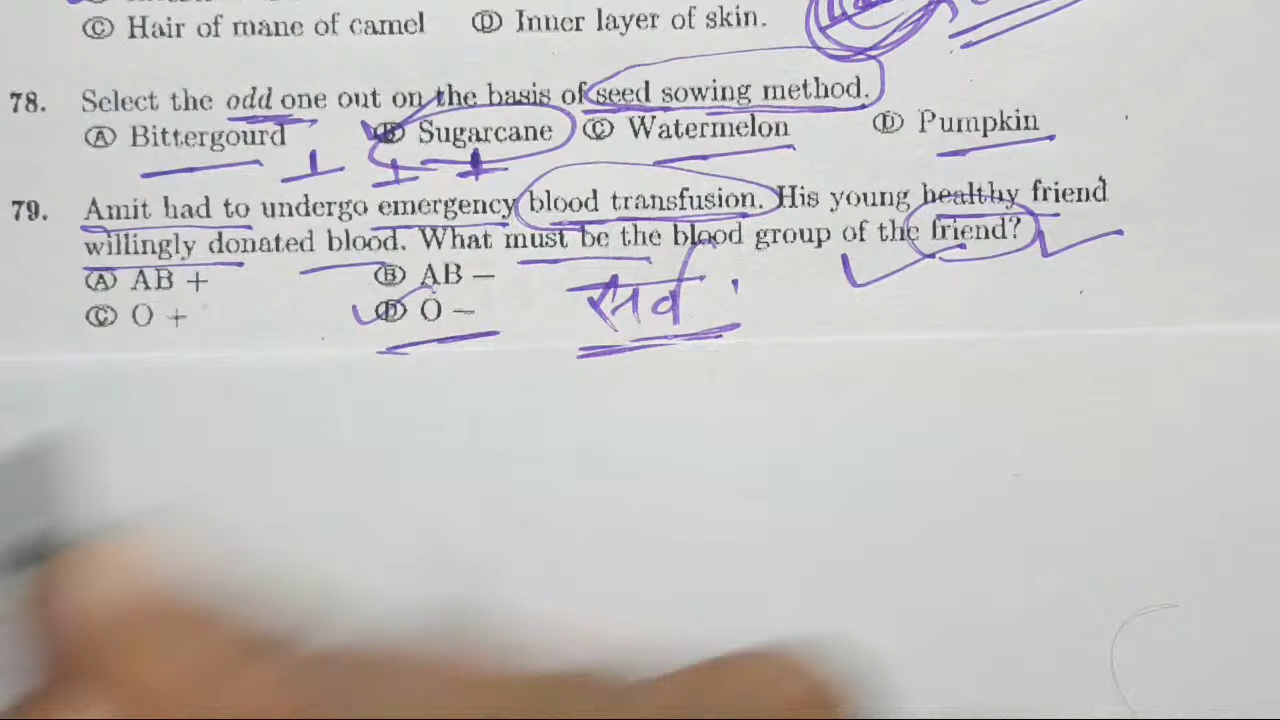 Ⓒ Hair of mane of camel Ⓓ Inner layer of skin.
78. Select the odd one out on the basis of seed sowing method.
Ⓐ Bittergourd Ⓑ Sugarcane Ⓒ Watermelon Ⓓ Pumpkin
79. Amit had to undergo emergency blood transfusion. His young healthy friend
willingly donated blood. What must be the blood group of the friend?
Ⓐ AB + Ⓑ AB –
Ⓒ O + Ⓓ O –
सर्व